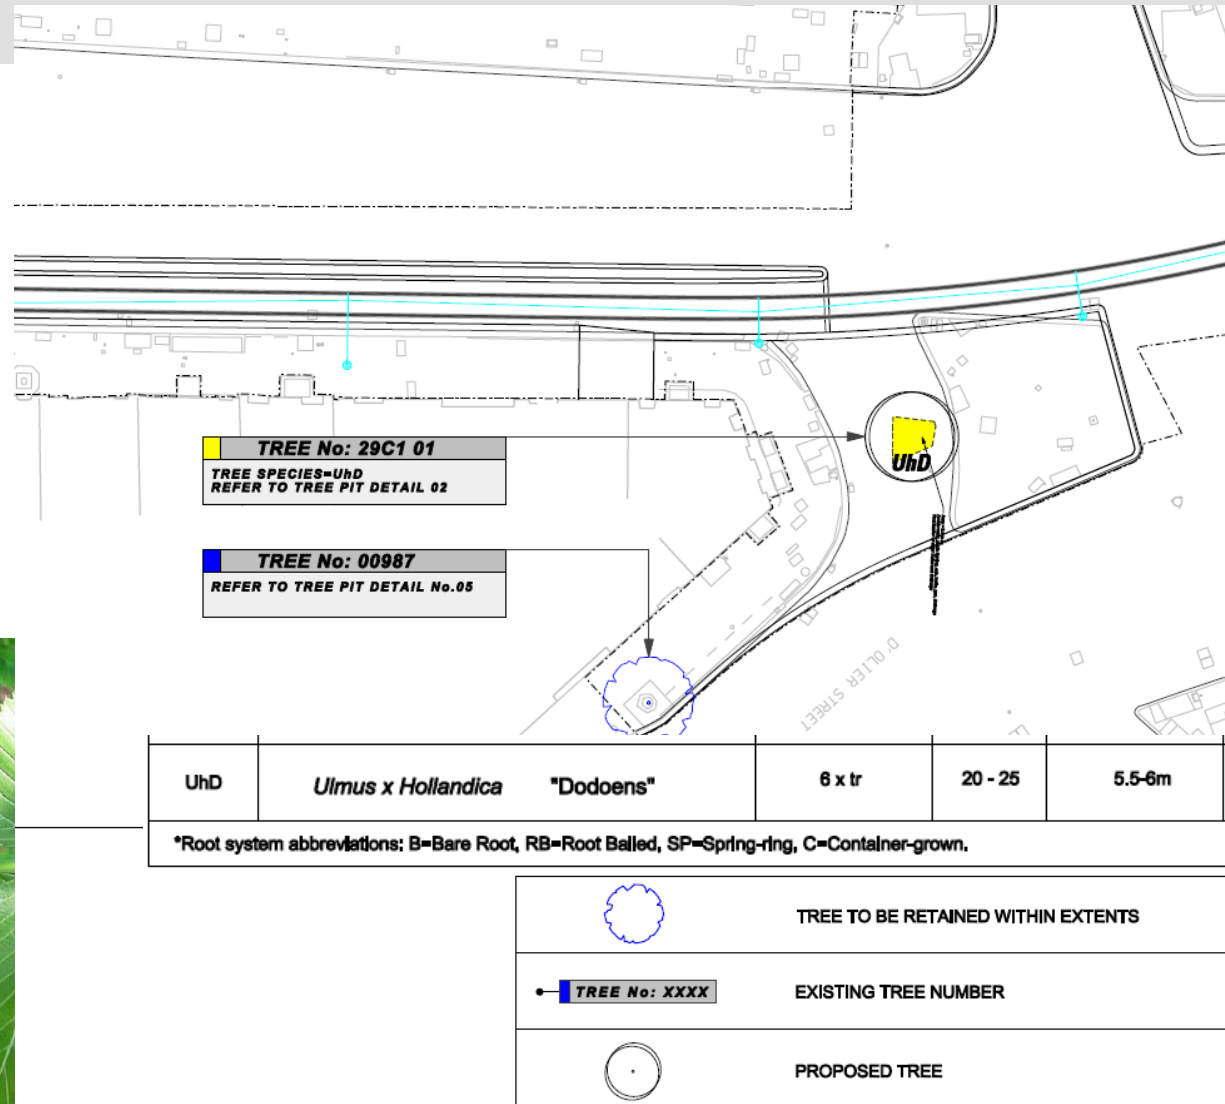 TREE No: 29C1 01
TREE SPECIES=UhD
REFER TO TREE PIT DETAIL 02
UhD
TREE No: 00987
REFER TO TREE PIT DETAIL No.05
D'OLIER STREET
UhD Ulmus x Hollandica "Dodoens" 6 x tr 20 - 25 5.5-6m
*Root system abbreviations: B=Bare Root, RB=Root Balled, SP=Spring-ring, C=Container-grown.
TREE TO BE RETAINED WITHIN EXTENTS
TREE No: XXXX EXISTING TREE NUMBER
PROPOSED TREE